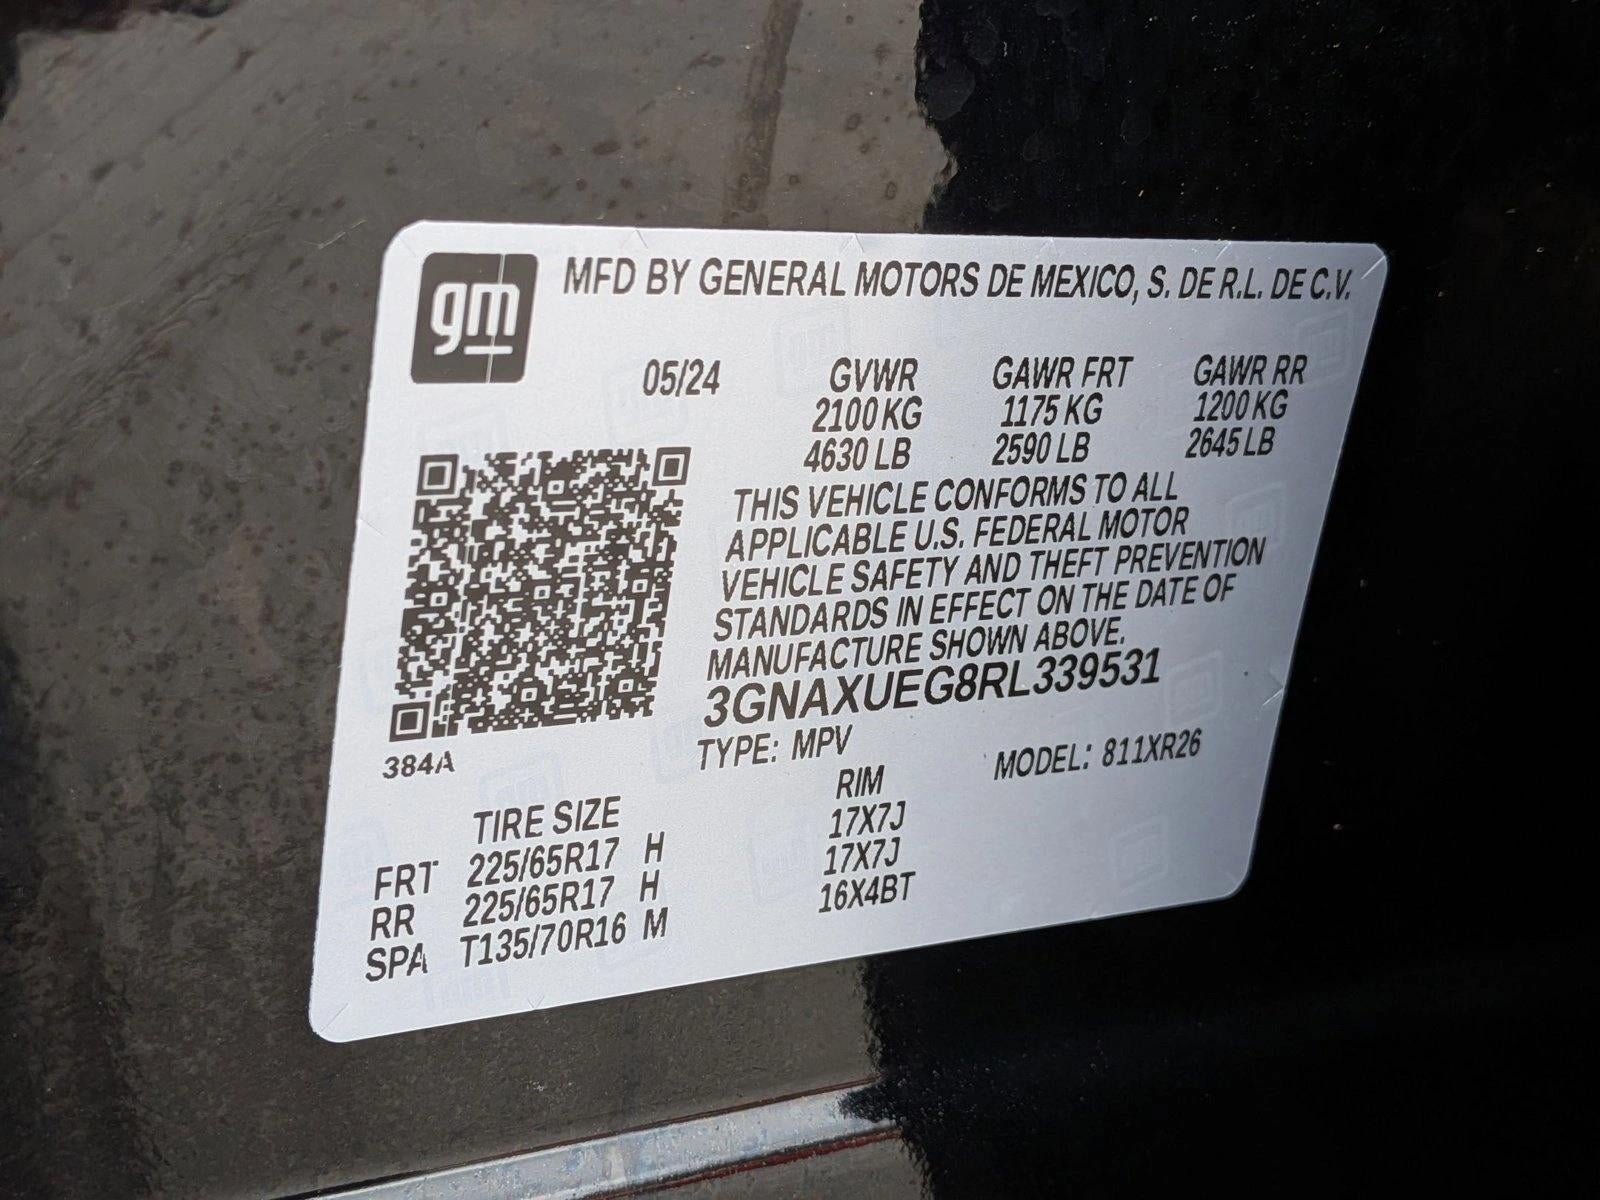 gm
MFD BY GENERAL MOTORS DE MEXICO, S. DE R.L. DE C.V.
05/24 GVWR GAWR FRT GAWR RR
2100 KG 1175 KG 1200 KG
4630 LB 2590 LB 2645 LB
THIS VEHICLE CONFORMS TO ALL
APPLICABLE U.S. FEDERAL MOTOR
VEHICLE SAFETY AND THEFT PREVENTION
STANDARDS IN EFFECT ON THE DATE OF
MANUFACTURE SHOWN ABOVE.
3GNAXUEG8RL339531
384A
TYPE: MPV MODEL: 811XR26
TIRE SIZE RIM
FRT 225/65R17 H 17X7J
RR 225/65R17 H 17X7J
SPA T135/70R16 M 16X4BT